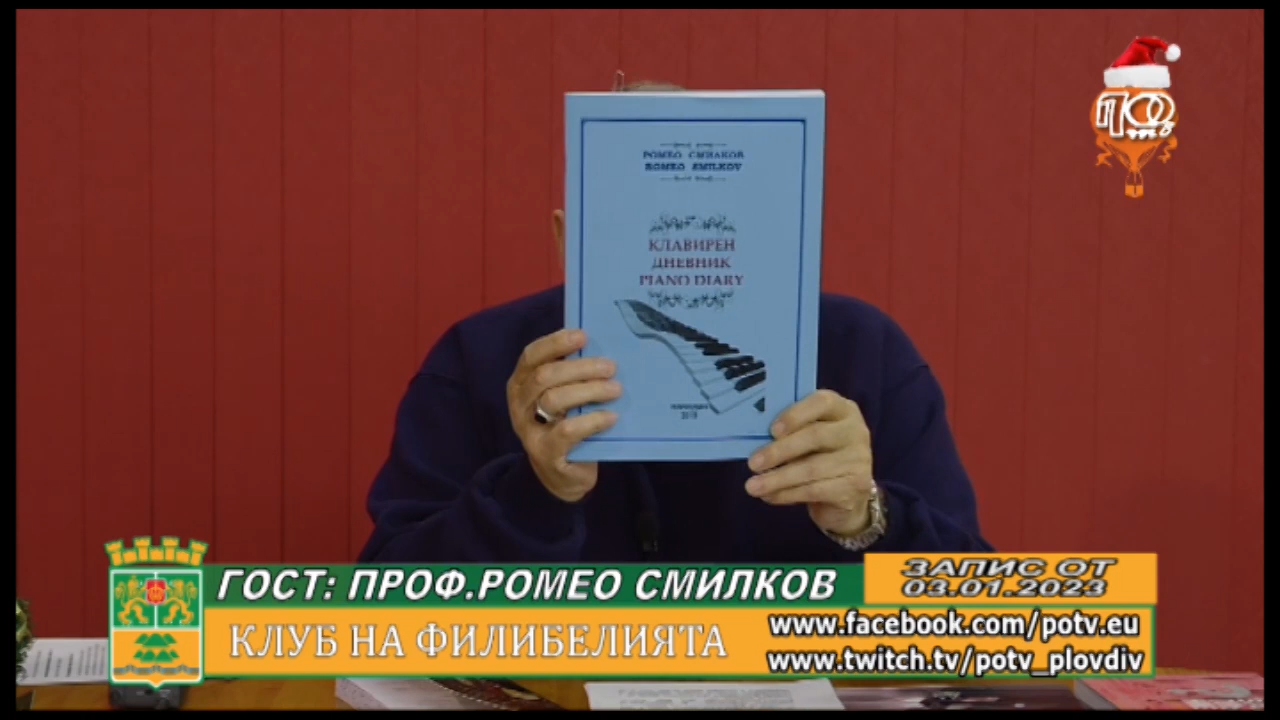 РОМЕО СМИЛКОВ
ROMEO SMILKOV
КЛАВИРЕН
ДНЕВНИК
PIANO DIARY
ГОСТ: ПРОФ.РОМЕО СМИЛКОВ
ЗАПИС ОТ
03.01.2023
КЛУБ НА ФИЛИБЕЛИЯТА
www.facebook.com/potv.eu
www.twitch.tv/potv_plovdiv